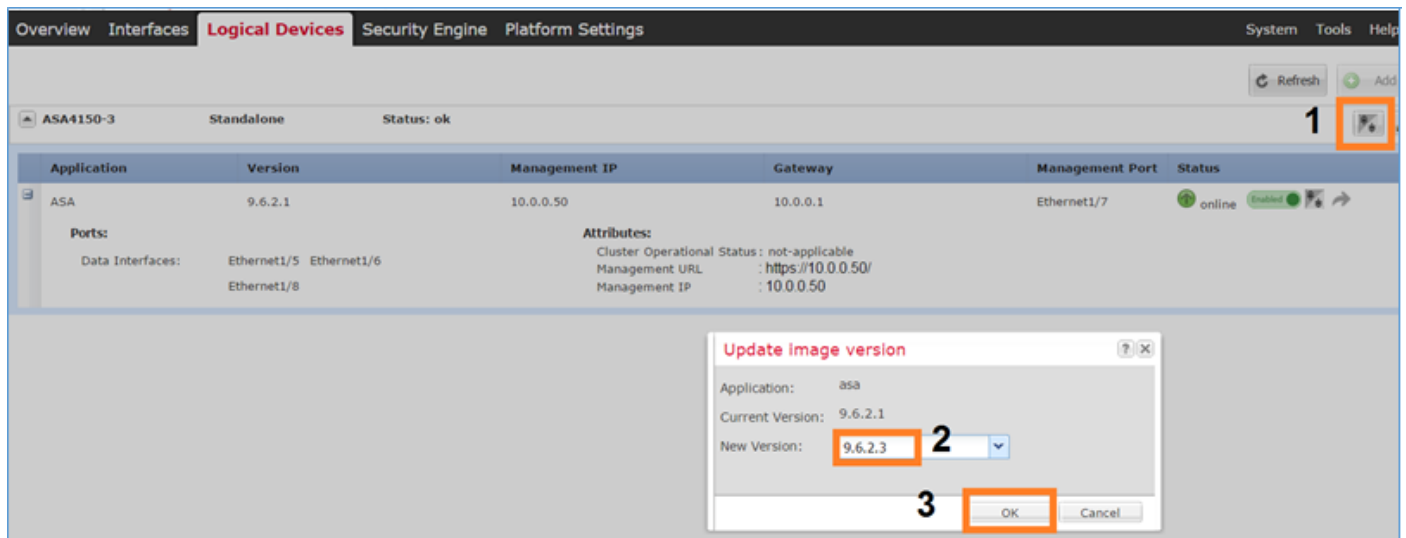 Overview Interfaces Logical Devices Security Engine Platform Settings System Tools Help
Refresh Add
ASA4150-3 Standalone Status: ok 1
Application Version Management IP Gateway Management Port Status
ASA 9.6.2.1 10.0.0.50 10.0.0.1 Ethernet1/7 online Enabled
Ports: Attributes:
Data Interfaces: Ethernet1/5 Ethernet1/6 Cluster Operational Status : not-applicable
Management URL : https://10.0.0.50/
Ethernet1/8 Management IP : 10.0.0.50
Update image version ? X
Application: asa
Current Version: 9.6.2.1
New Version: 9.6.2.3 2
3 OK Cancel